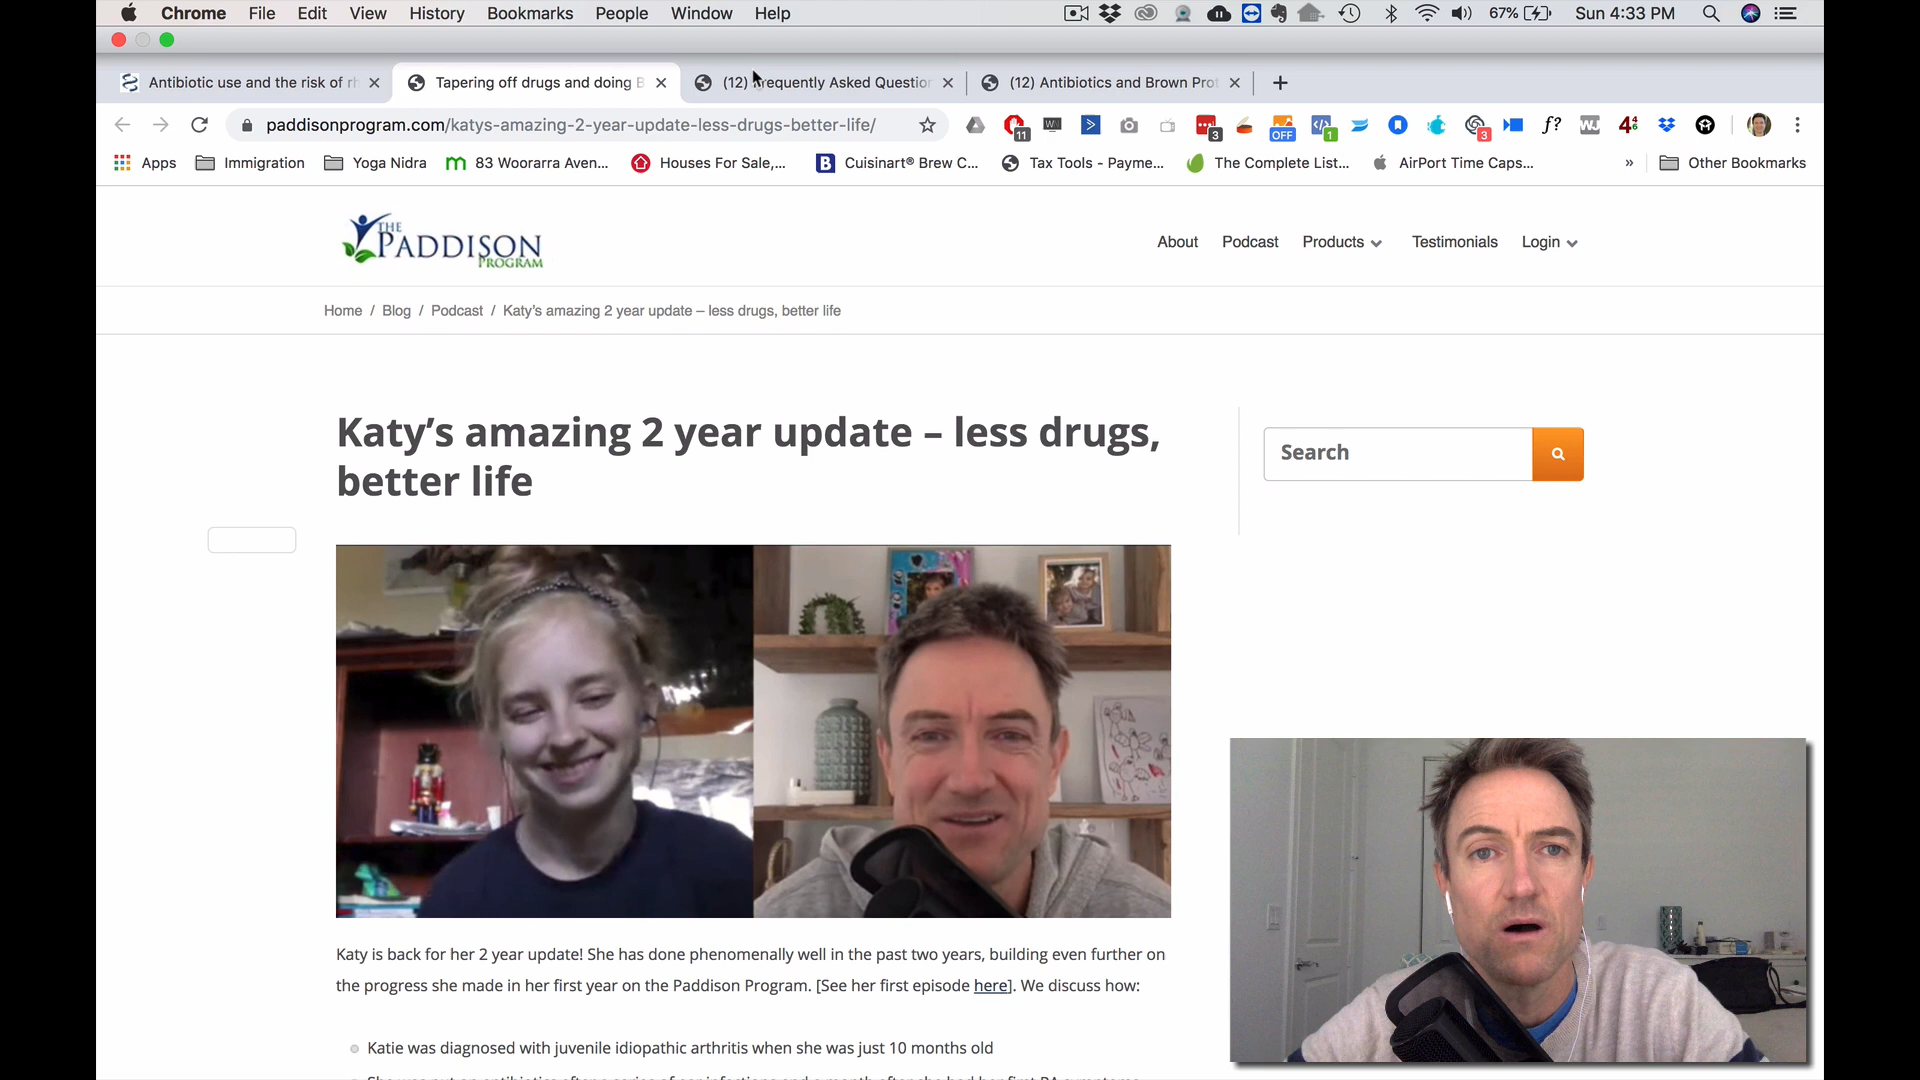 Chrome File Edit View History Bookmarks People Window Help 67% Sun 4:33 PM
Antibiotic use and the risk of rh
Tapering off drugs and doing B
(12) Frequently Asked Question
(12) Antibiotics and Brown Prot
paddisonprogram.com/katys-amazing-2-year-update-less-drugs-better-life/
11 3 OFF 1 3 f?
Apps Immigration Yoga Nidra 83 Woorarra Aven... Houses For Sale,... Cuisinart® Brew C... Tax Tools - Payme... The Complete List... AirPort Time Caps... » Other Bookmarks
THE
PADDISON
PROGRAM
About Podcast Products Testimonials Login
Home / Blog / Podcast / Katy's amazing 2 year update – less drugs, better life
Katy's amazing 2 year update – less drugs,
better life
Search
Katy is back for her 2 year update! She has done phenomenally well in the past two years, building even further on
the progress she made in her first year on the Paddison Program. [See her first episode here]. We discuss how:
Katie was diagnosed with juvenile idiopathic arthritis when she was just 10 months old